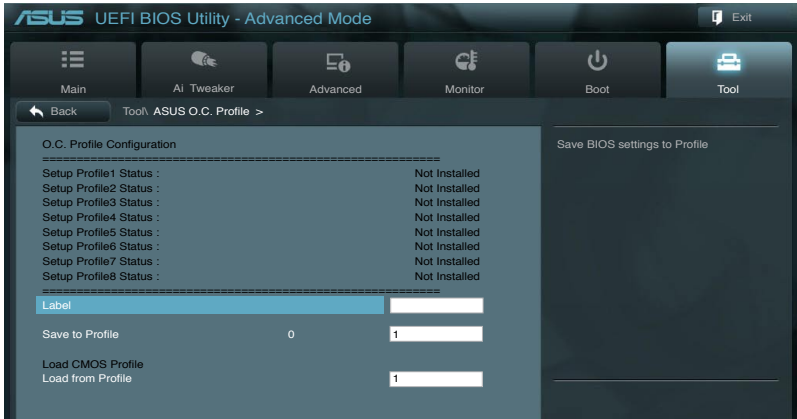 ASUS UEFI BIOS Utility - Advanced Mode
Exit
Main
Ai Tweaker
Advanced
Monitor
Boot
Tool
Back
Tool\ ASUS O.C. Profile >
O.C. Profile Configuration
==========================================================
Setup Profile1 Status : Not Installed
Setup Profile2 Status : Not Installed
Setup Profile3 Status : Not Installed
Setup Profile4 Status : Not Installed
Setup Profile5 Status : Not Installed
Setup Profile6 Status : Not Installed
Setup Profile7 Status : Not Installed
Setup Profile8 Status : Not Installed
==========================================================
Label
Save to Profile 0 1
Load CMOS Profile
Load from Profile 1
Save BIOS settings to Profile